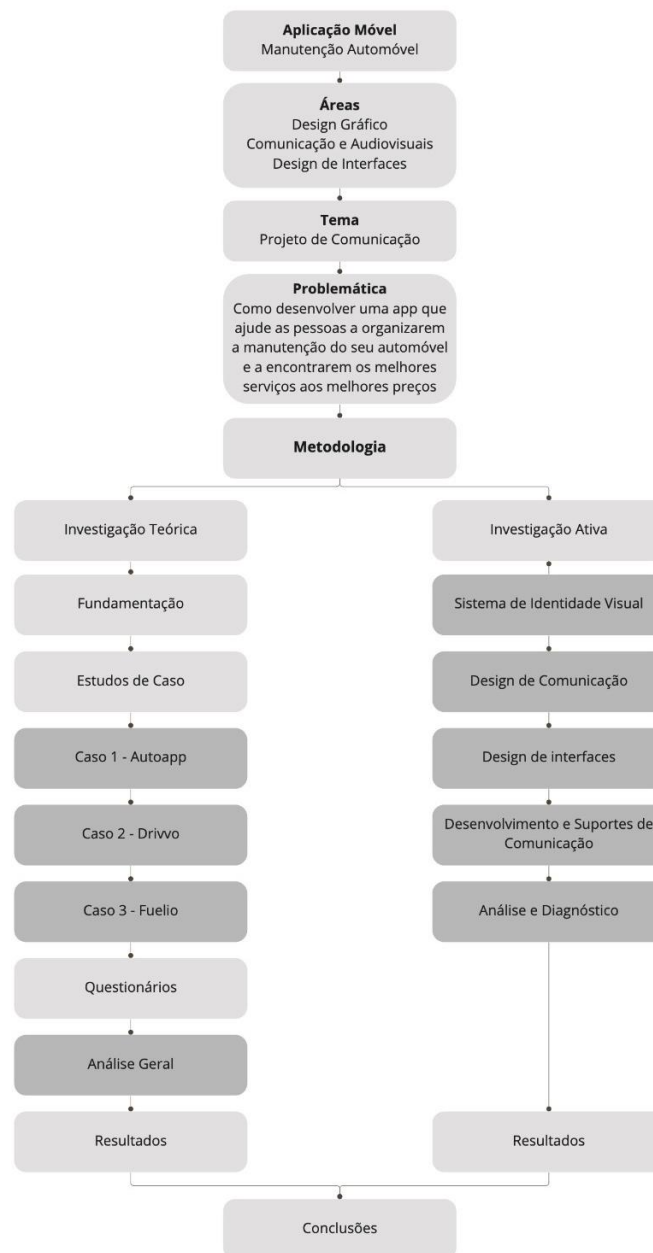 Aplicação Móvel
Manutenção Automóvel
Áreas
Design Gráfico
Comunicação e Audiovisuais
Design de Interfaces
Tema
Projeto de Comunicação
Problemática
Como desenvolver uma app que
ajude as pessoas a organizarem
a manutenção do seu automóvel
e a encontrarem os melhores
serviços aos melhores preços
Metodologia
Investigação Teórica
Fundamentação
Estudos de Caso
Caso 1 - Autoapp
Caso 2 - Drivvo
Caso 3 - Fuelio
Questionários
Análise Geral
Resultados
Investigação Ativa
Sistema de Identidade Visual
Design de Comunicação
Design de interfaces
Desenvolvimento e Suportes de
Comunicação
Análise e Diagnóstico
Resultados
Conclusões